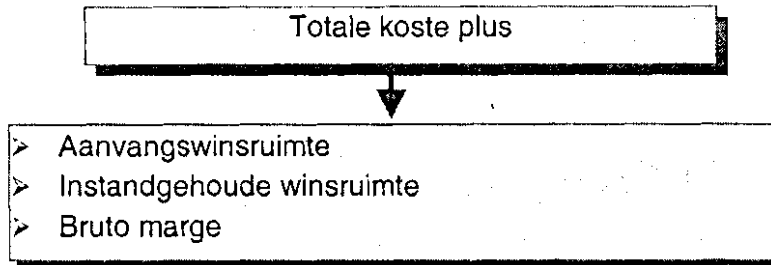 Totale koste plus
➢ Aanvangswinsruimte
➢ Instandgehoude winsruimte
➢ Bruto marge